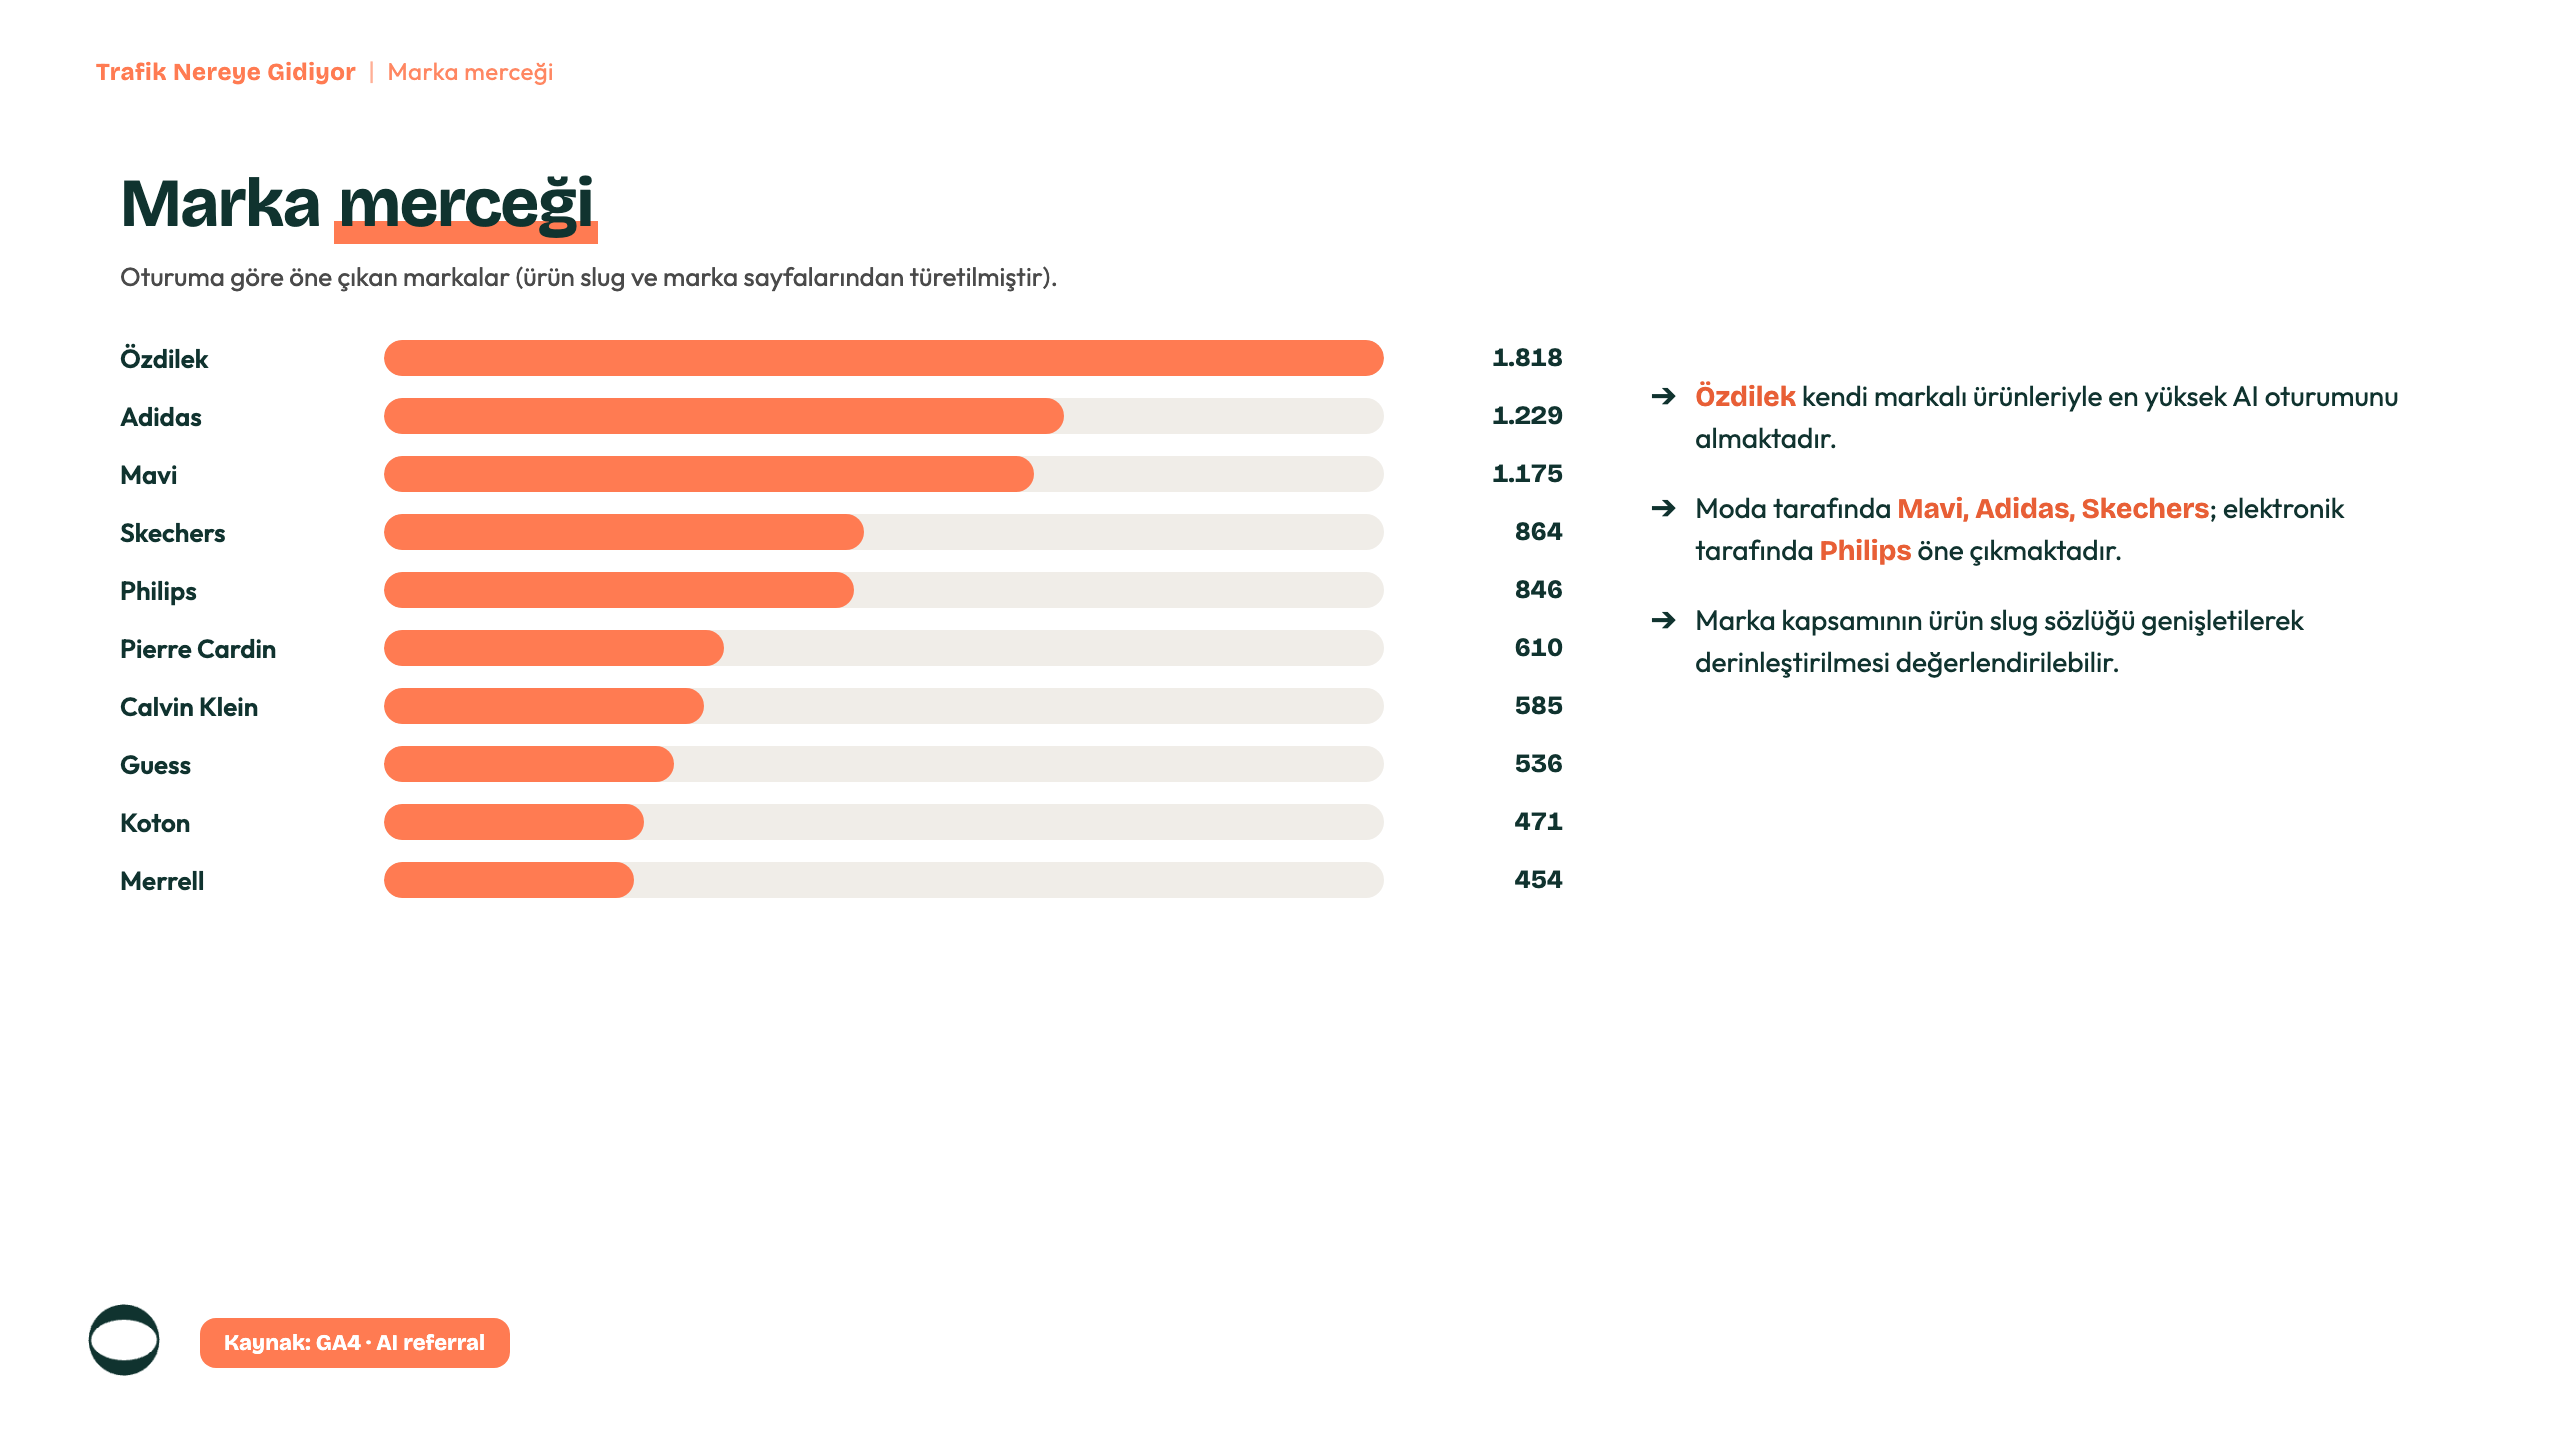 Trafik Nereye Gidiyor | Marka merceği
Marka merceği
Oturuma göre öne çıkan markalar (ürün slug ve marka sayfalarından türetilmiştir).
Özdilek 1.818
Adidas 1.229
Mavi 1.175
Skechers 864
Philips 846
Pierre Cardin 610
Calvin Klein 585
Guess 536
Koton 471
Merrell 454
➔ Özdilek kendi markalı ürünleriyle en yüksek AI oturumunu
almaktadır.
➔ Moda tarafında Mavi, Adidas, Skechers; elektronik
tarafında Philips öne çıkmaktadır.
➔ Marka kapsamının ürün slug sözlüğü genişletilerek
derinleştirilmesi değerlendirilebilir.
Kaynak: GA4 · AI referral